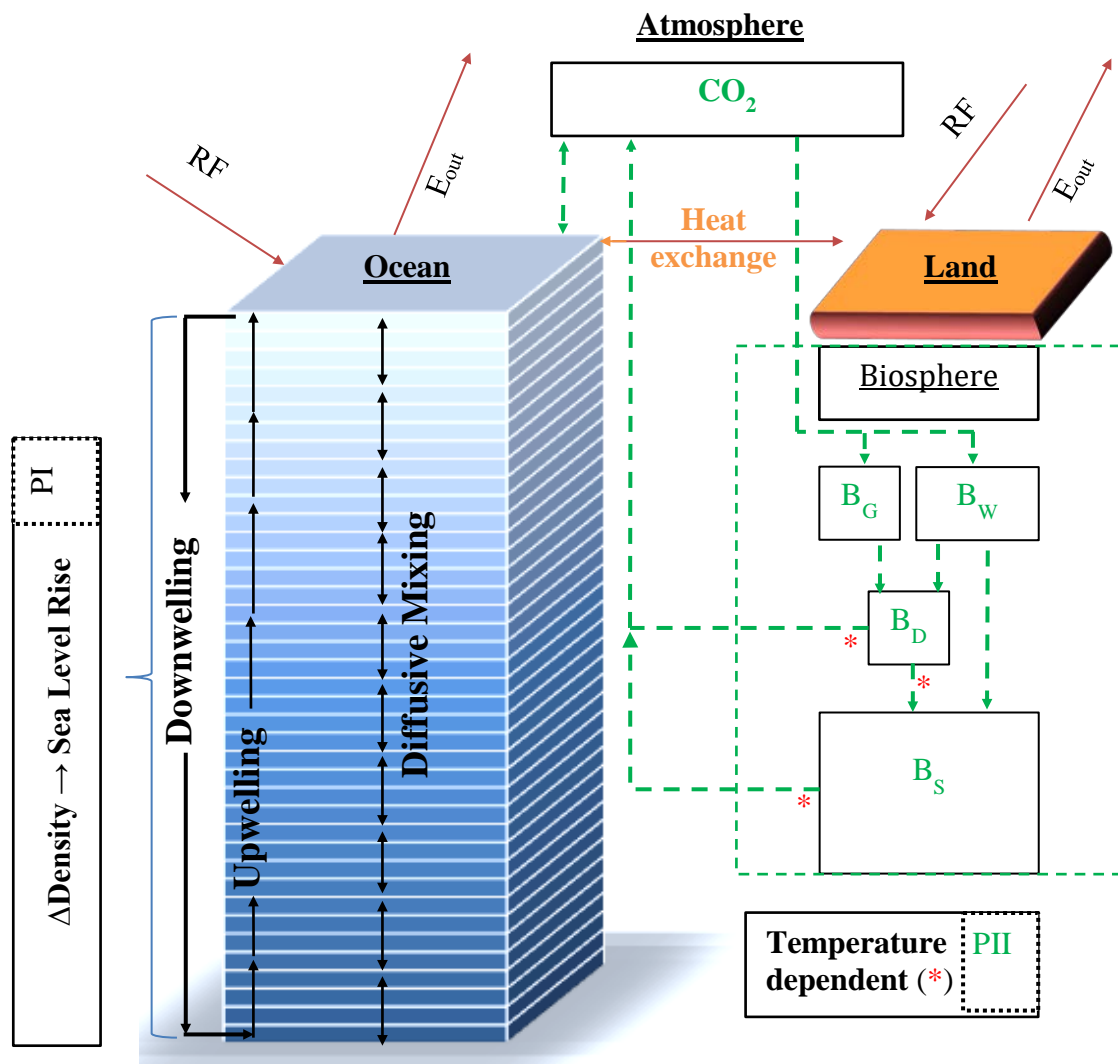 Atmosphere
CO2
RF
Eout
RF
Eout
Heat
exchange
Ocean
Land
Biosphere
BG
BW
BD
*
*
BS
*
PI
ΔDensity → Sea Level Rise
Downwelling
Upwelling
Diffusive Mixing
Temperature
dependent (*)
PII